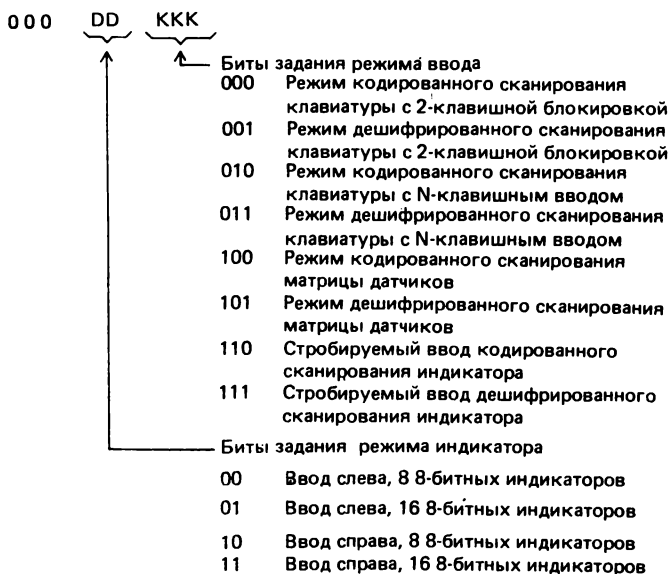 000 DD KKK
Биты задания режима ввода
000 Режим кодированного сканирования
клавиатуры с 2-клавишной блокировкой
001 Режим дешифрированного сканирования
клавиатуры с 2-клавишной блокировкой
010 Режим кодированного сканирования
клавиатуры с N-клавишным вводом
011 Режим дешифрированного сканирования
клавиатуры с N-клавишным вводом
100 Режим кодированного сканирования
матрицы датчиков
101 Режим дешифрированного сканирования
матрицы датчиков
110 Стробируемый ввод кодированного
сканирования индикатора
111 Стробируемый ввод дешифрированного
сканирования индикатора
Биты задания режима индикатора
00 Ввод слева, 8 8-битных индикаторов
01 Ввод слева, 16 8-битных индикаторов
10 Ввод справа, 8 8-битных индикаторов
11 Ввод справа, 16 8-битных индикаторов